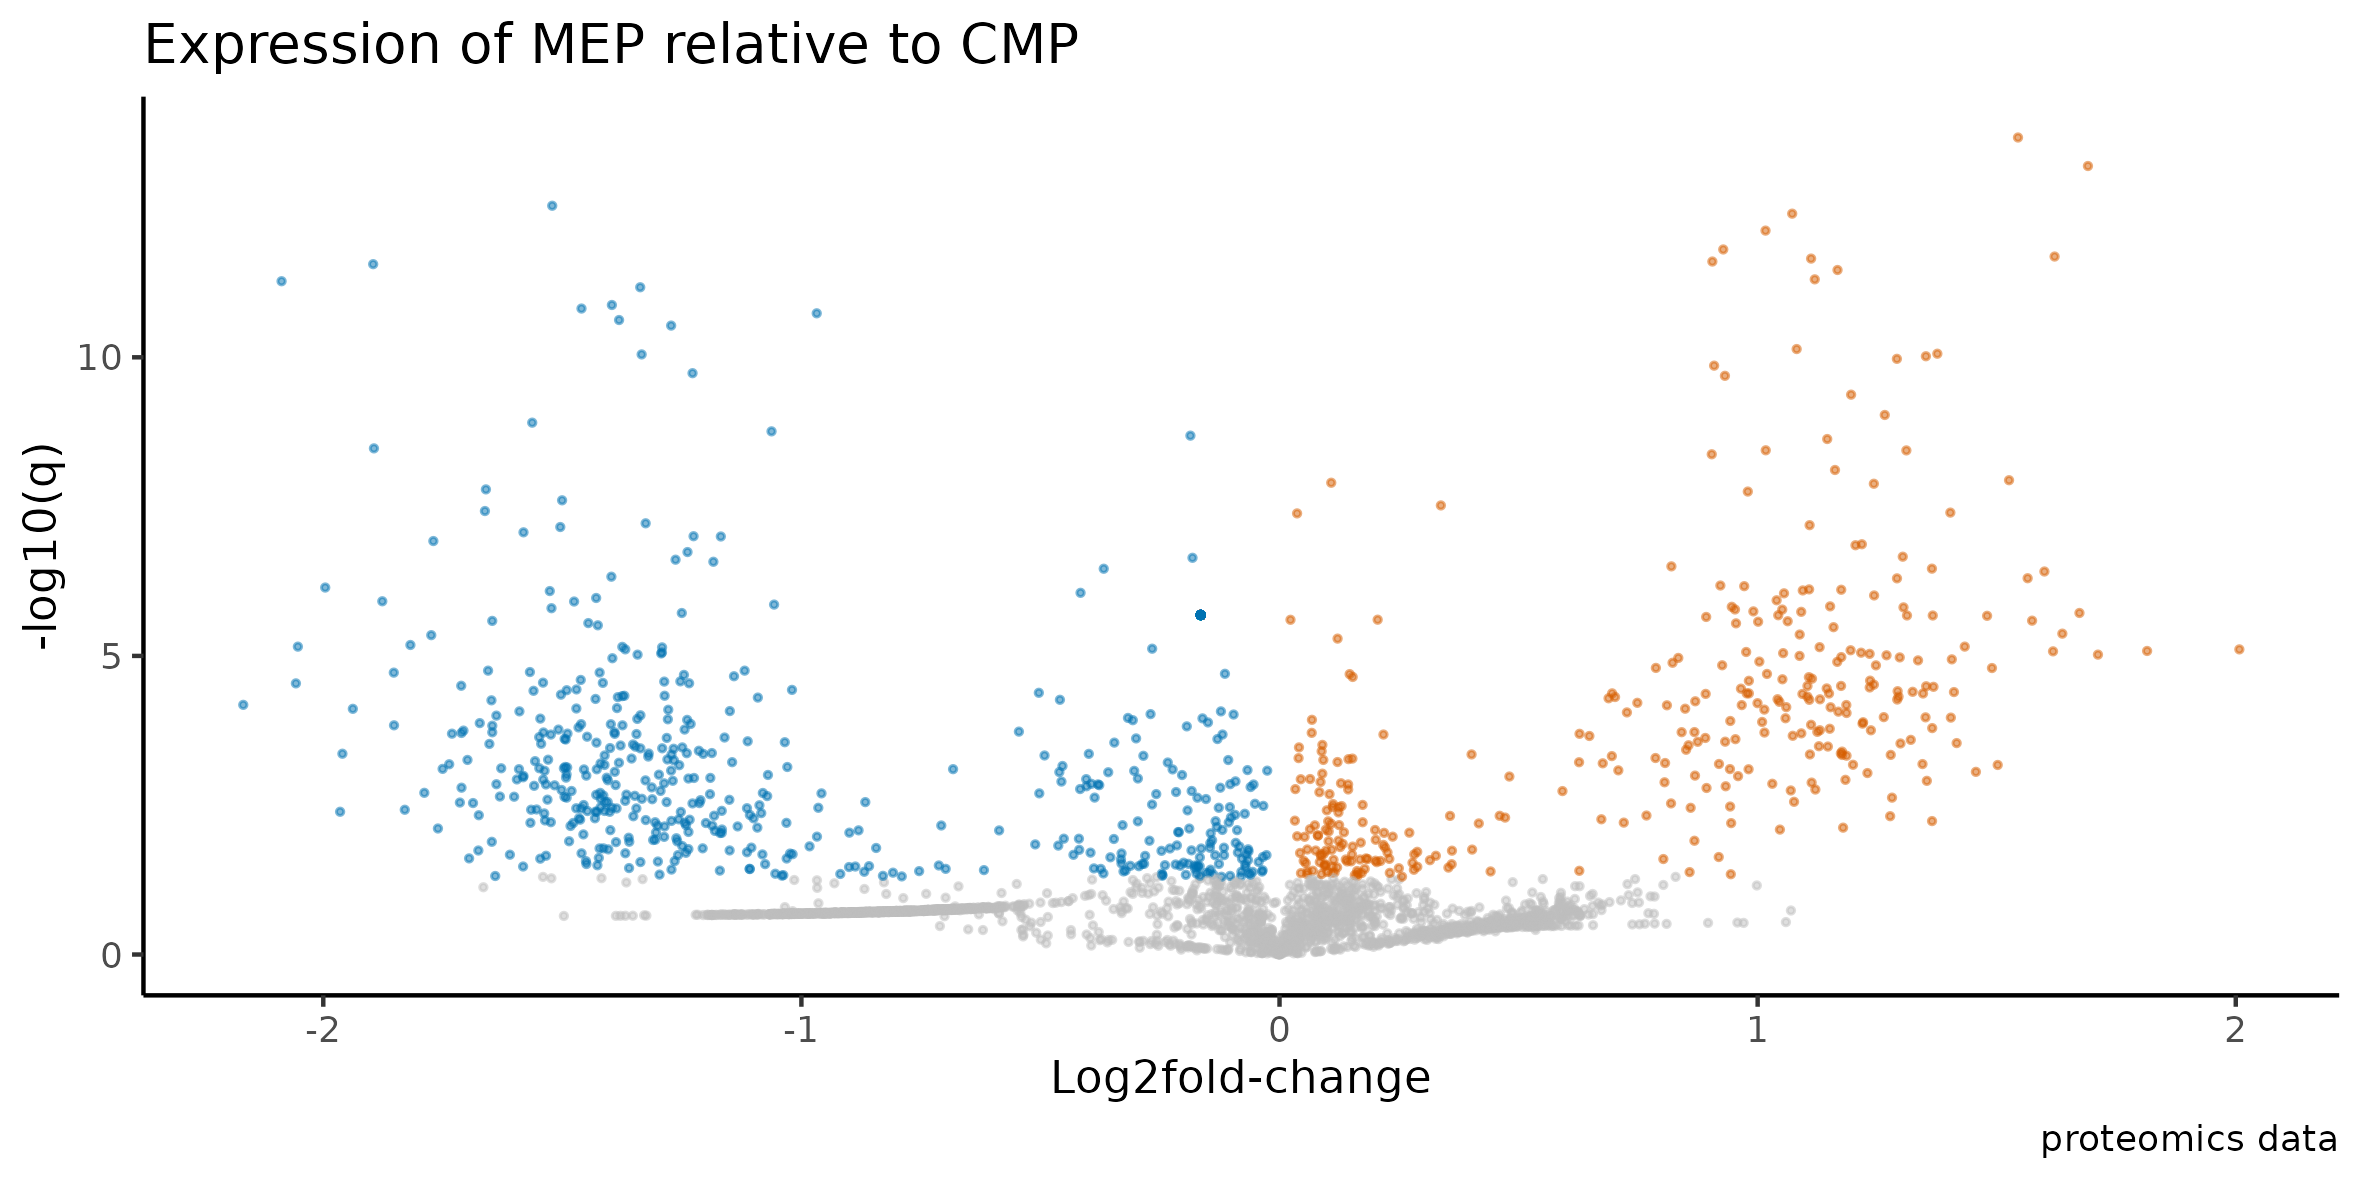 Expression of MEP relative to CMP
-log10(q)
10
5
0
-2
-1
0
1
2
Log2fold-change
proteomics data